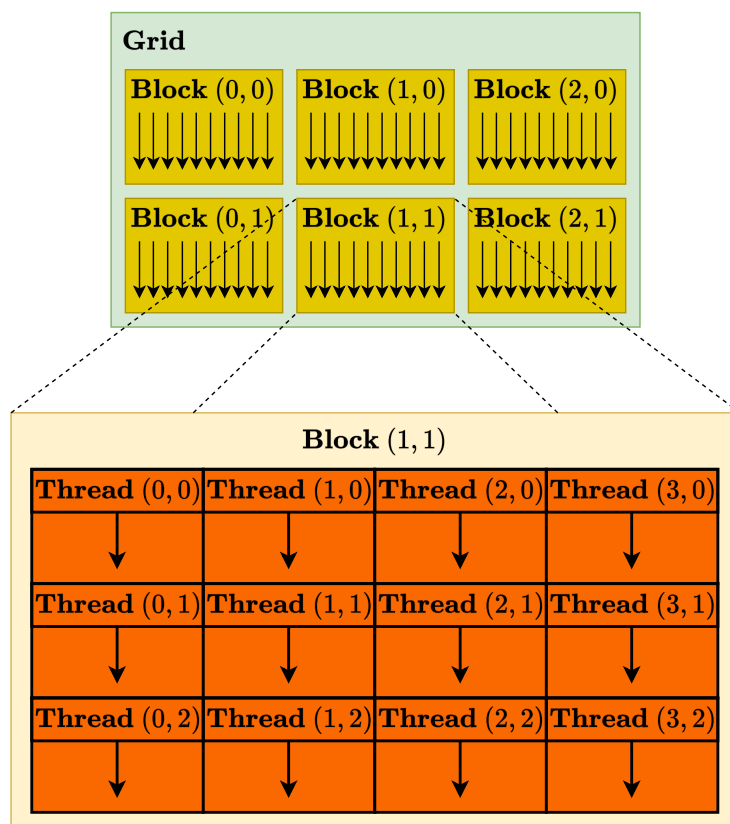 Grid
Block (0, 0) Block (1, 0) Block (2, 0)
Block (0, 1) Block (1, 1) Block (2, 1)
Block (1, 1)
Thread (0, 0) Thread (1, 0) Thread (2, 0) Thread (3, 0)
Thread (0, 1) Thread (1, 1) Thread (2, 1) Thread (3, 1)
Thread (0, 2) Thread (1, 2) Thread (2, 2) Thread (3, 2)